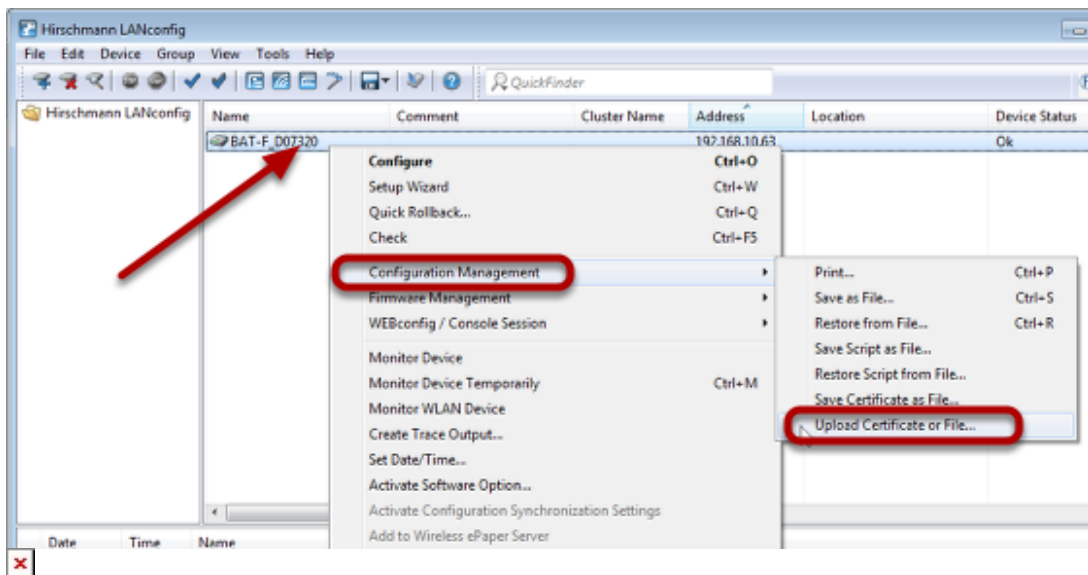 Hirschmann LANconfig
File Edit Device Group View Tools Help
QuickFinder
Hirschmann LANconfig
Name Comment Cluster Name Address Location Device Status
BAT-F_D07320 192.168.10.63 Ok
Configure Ctrl+O
Setup Wizard Ctrl+W
Quick Rollback... Ctrl+Q
Check Ctrl+F5
Configuration Management
Firmware Management
WEBconfig / Console Session
Monitor Device
Monitor Device Temporarily Ctrl+M
Monitor WLAN Device
Create Trace Output...
Set Date/Time...
Activate Software Option...
Activate Configuration Synchronization Settings
Add to Wireless ePaper Server
Print... Ctrl+P
Save as File... Ctrl+S
Restore from File... Ctrl+R
Save Script as File...
Restore Script from File...
Save Certificate as File...
Upload Certificate or File...
Date Time Name